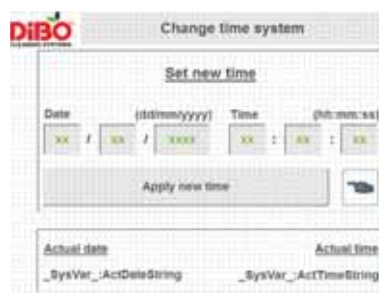 DiBO
Change time system
Set new time
Date (dd/mm/yyyy) Time (hh:mm:ss)
xx / xx / xxxx xx : xx : xx
Apply new time
Actual date Actual time
_SysVar_:ActDateString _SysVar_:ActTimeString